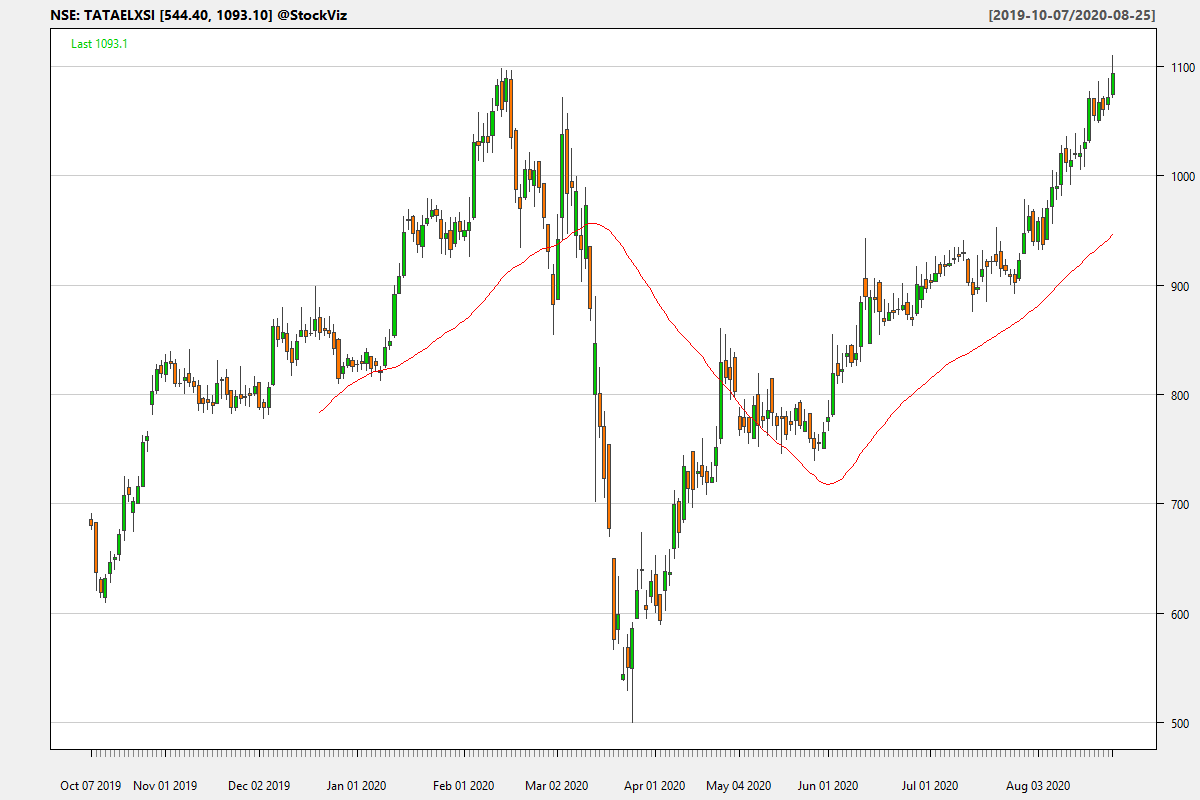 NSE: TATAELXSI [544.40, 1093.10] @StockViz [2019-10-07/2020-08-25]
Last 1093.1
1100
1000
900
800
700
600
500
Oct 07 2019 Nov 01 2019 Dec 02 2019 Jan 01 2020 Feb 01 2020 Mar 02 2020 Apr 01 2020 May 04 2020 Jun 01 2020 Jul 01 2020 Aug 03 2020